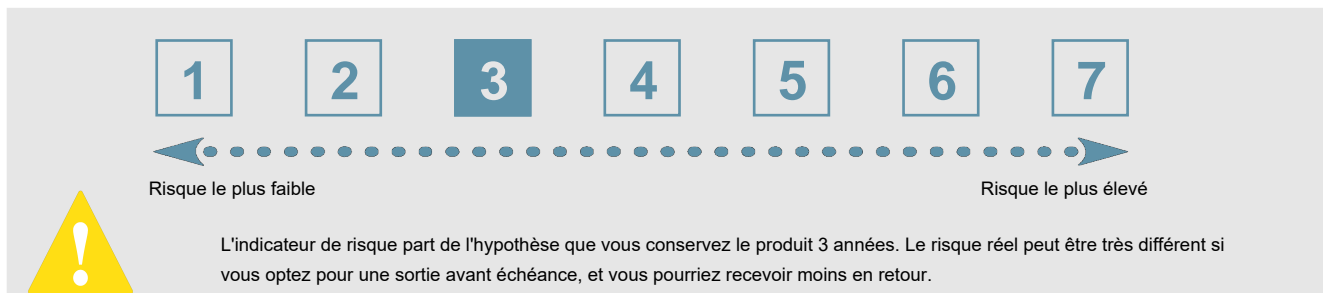 1 2 3 4 5 6 7
Risque le plus faible Risque le plus élevé
!
L'indicateur de risque part de l'hypothèse que vous conservez le produit 3 années. Le risque réel peut être très différent si
vous optez pour une sortie avant échéance, et vous pourriez recevoir moins en retour.